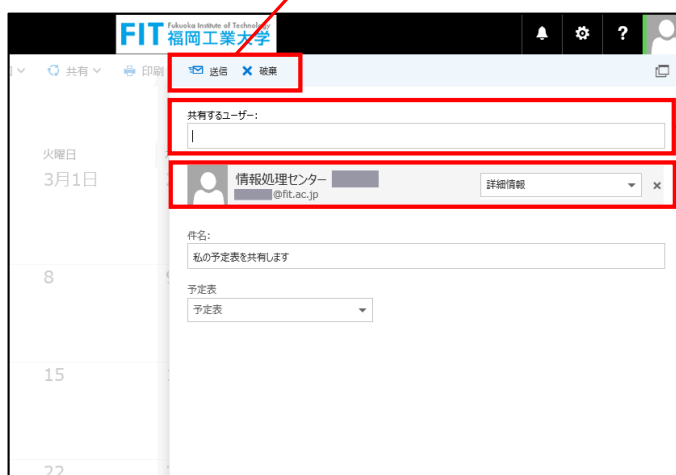 FIT Fukuoka Institute of Technology
福岡工業大学
?
共有 印刷
送信 × 破棄
共有するユーザー:
火曜日
3月1日
情報処理センター
@fit.ac.jp
詳細情報
×
件名:
私の予定表を共有します
8
予定表
予定表
15
22